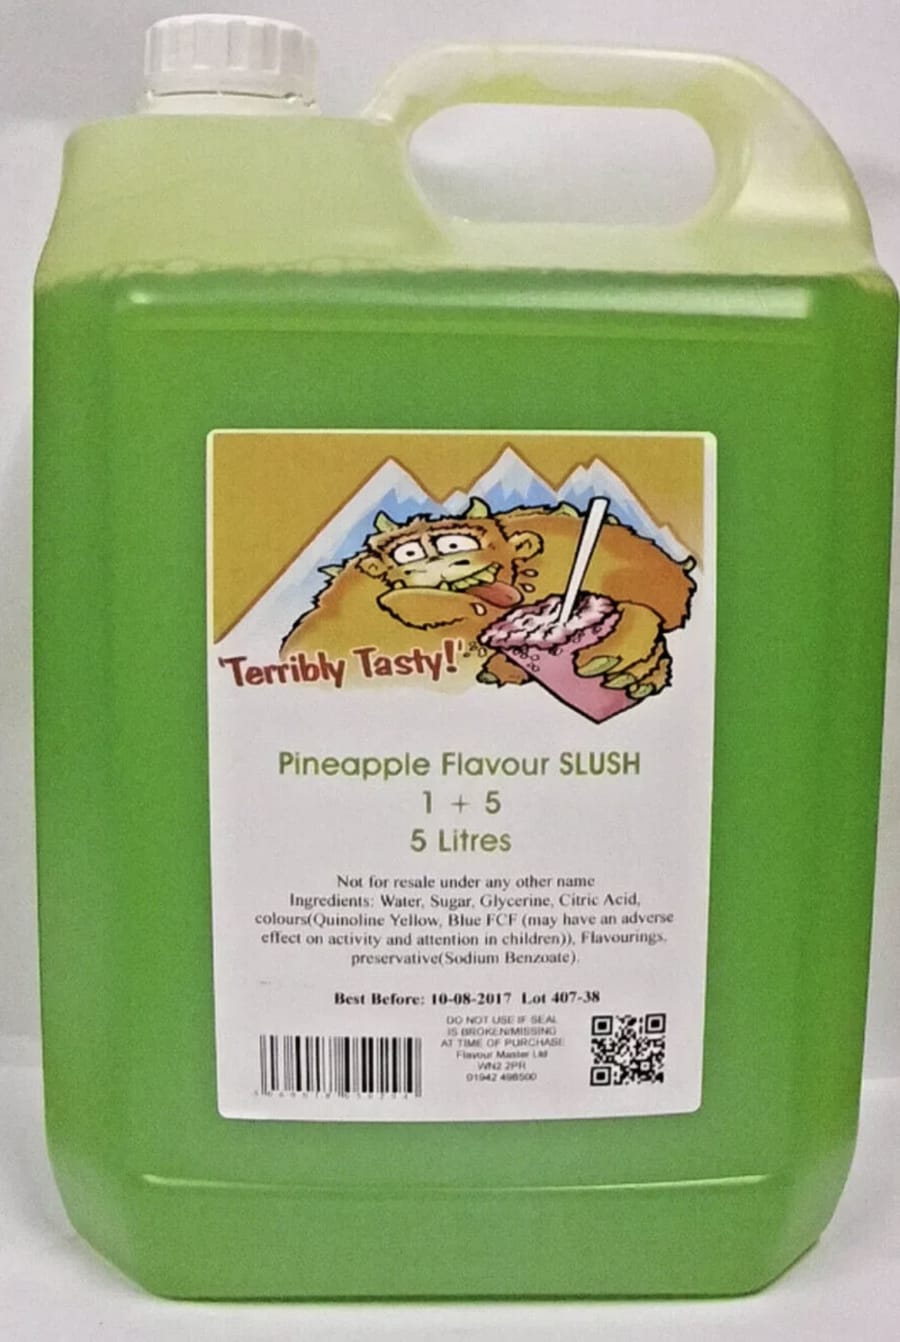 'Terribly Tasty!'
Pineapple Flavour SLUSH
1 + 5
5 Litres
Not for resale under any other name
Ingredients: Water, Sugar, Glycerine, Citric Acid,
colours(Quinoline Yellow, Blue FCF (may have an adverse
effect on activity and attention in children)), Flavourings,
preservative(Sodium Benzoate).
Best Before: 10-08-2017 Lot 407-38
DO NOT USE IF SEAL
IS BROKEN/MISSING
AT TIME OF PURCHASE
Flavour Master Ltd
WN2 2PR
01942 498500